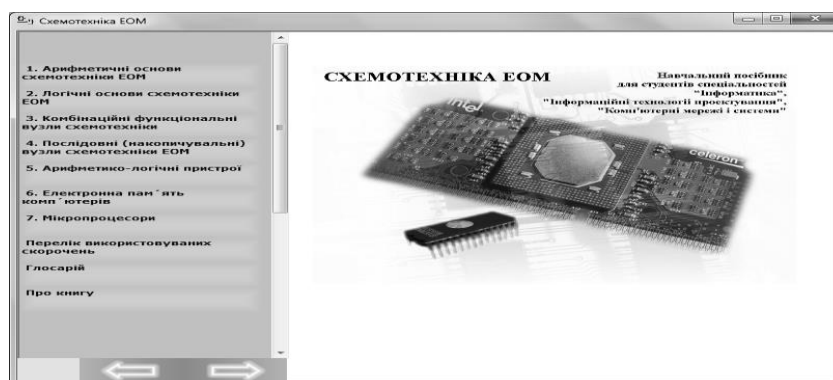 Схемотехніка ЕОМ
1. Арифметичні основи
схемотехніки ЕОМ
2. Логічні основи схемотехніки
ЕОМ
3. Комбінаційні функціональні
вузли схемотехніки
4. Послідовні (накопичувальні)
вузли схемотехніки ЕОМ
5. Арифметико-логічні пристрої
6. Електронна пам´ять
комп´ютерів
7. Мікропроцесори
Перелік використовуваних
скорочень
Глосарій
Про книгу
СХЕМОТЕХНІКА ЕОМ
Навчальний посібник
для студентів спеціальностей
"Інформатика",
"Інформаційні технології проектування",
"Комп'ютерні мережі і системи"
intel
celeron